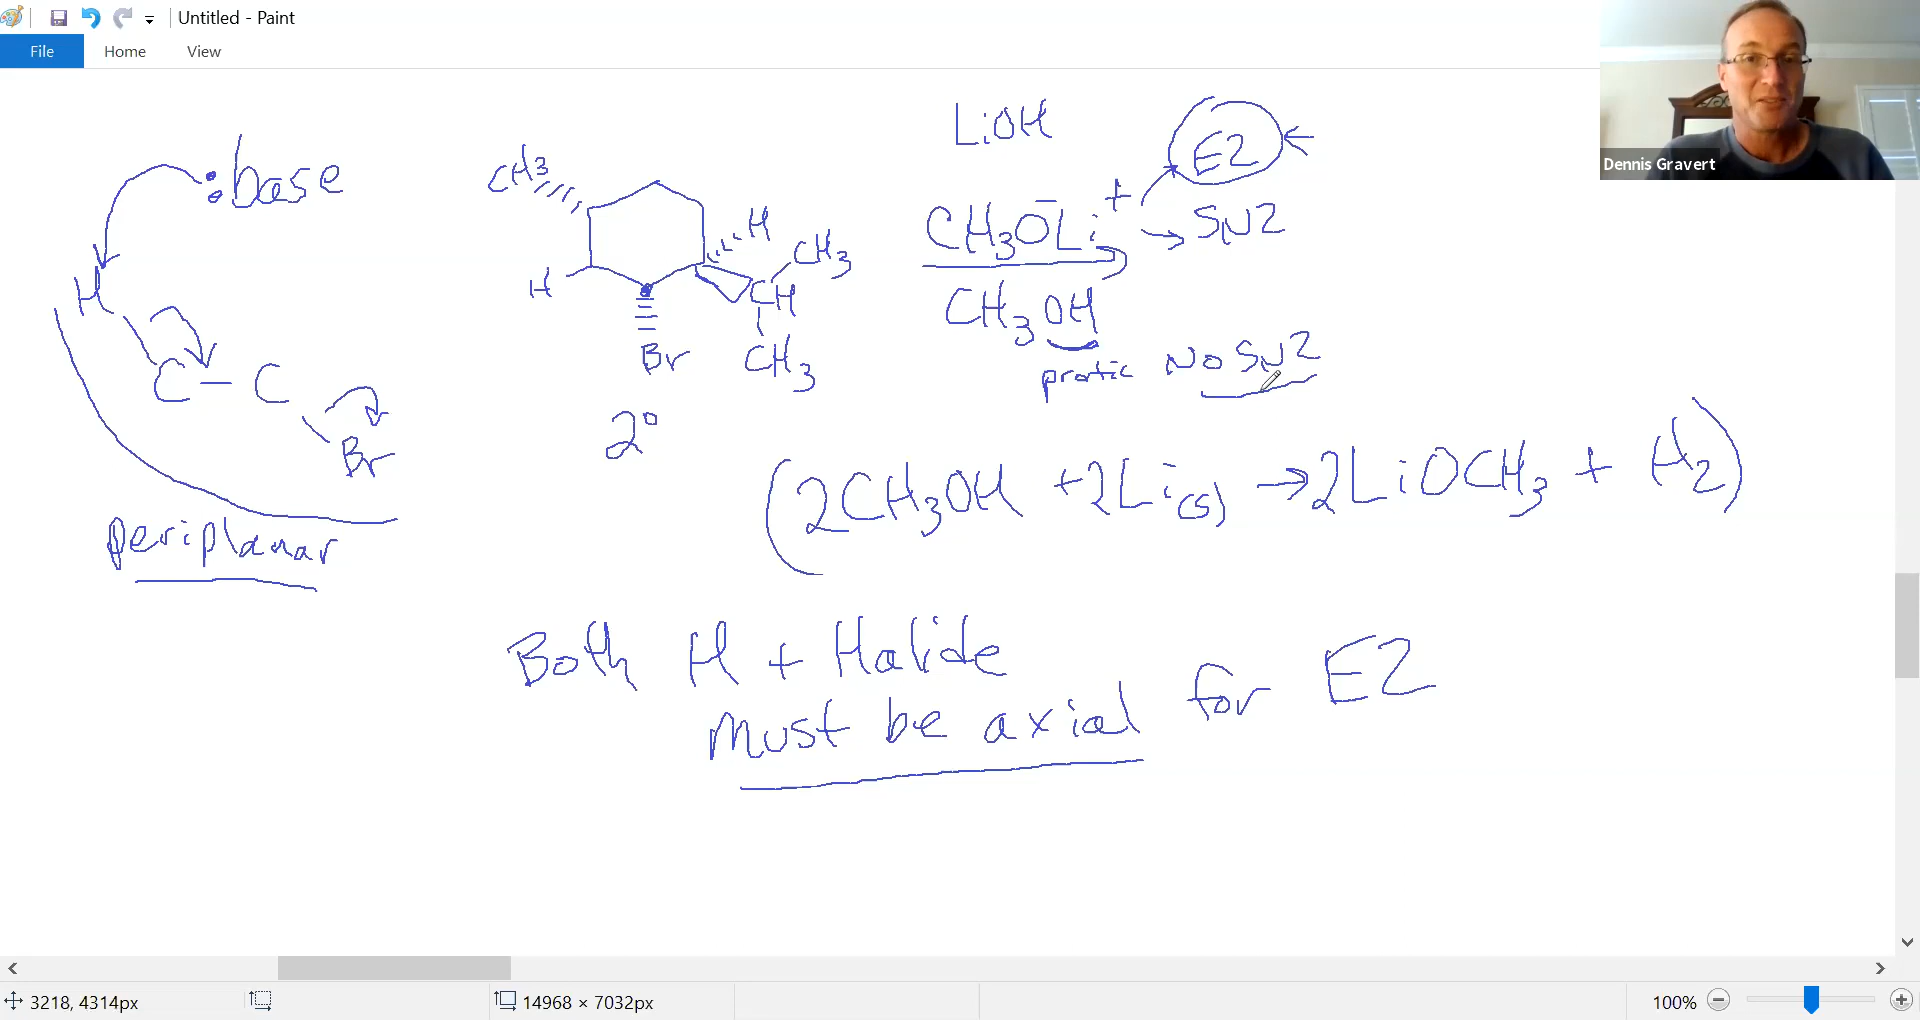 Untitled - Paint
File Home View
Dennis Gravert
:base
H
C - C
Br
periplanar
CH3
H
H
CH3
CH
CH3
Br
2°
LiOH
E2
CH3O⁻Li⁺
SN2
CH3OH
protic No SN2
(2CH3OH + 2Li(s) → 2LiOCH3 + H2)
Both H + Halide
must be axial for E2
3218, 4314px
14968 × 7032px
100%